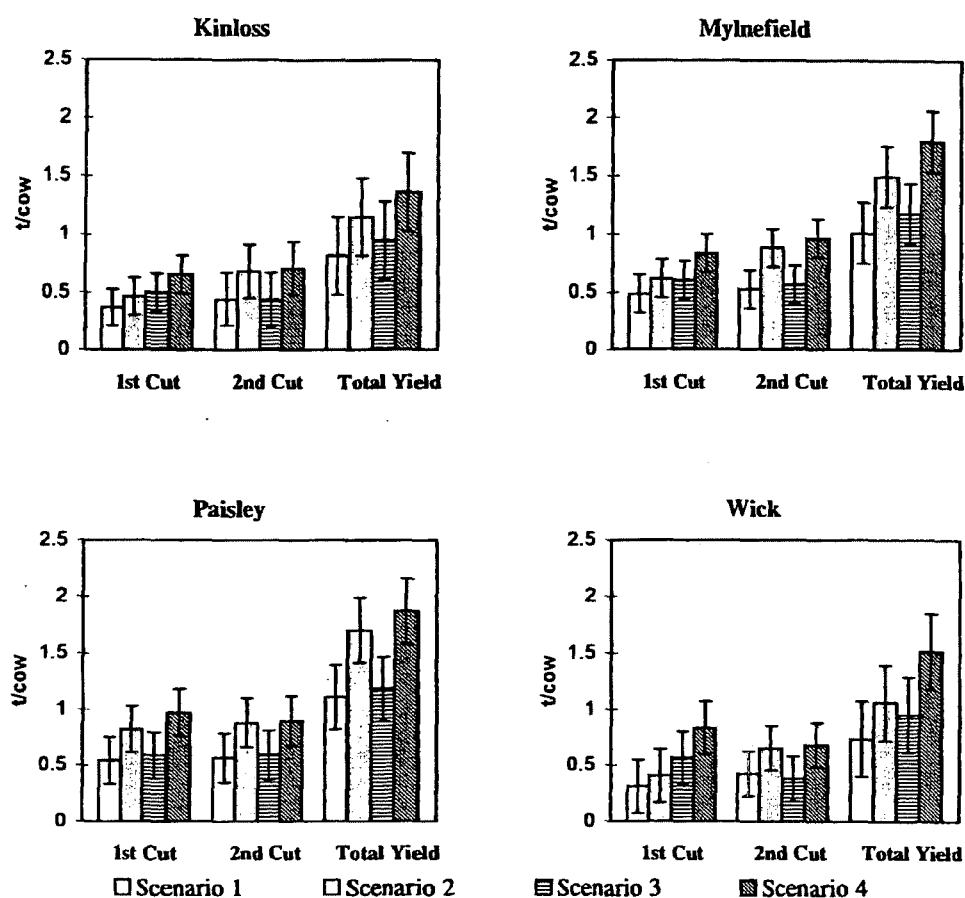 Kinloss
2.5
2
1.5
1
0.5
0
t/cow
1st Cut 2nd Cut Total Yield
Mylnefield
2.5
2
1.5
1
0.5
0
t/cow
1st Cut 2nd Cut Total Yield
Paisley
2.5
2
1.5
1
0.5
0
t/cow
1st Cut 2nd Cut Total Yield
Wick
2.5
2
1.5
1
0.5
0
t/cow
1st Cut 2nd Cut Total Yield
Scenario 1 Scenario 2 Scenario 3 Scenario 4